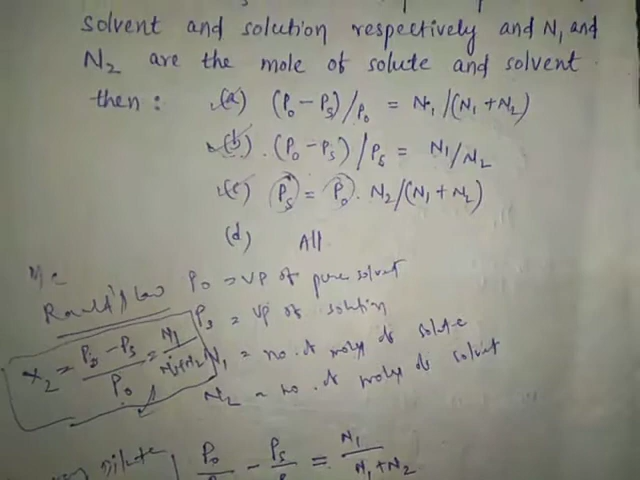 solvent and solution respectively and N₁ and
N₂ are the mole of solute and solvent
then : (a) (P₀ - Pₛ)/P₀ = N₁/(N₁+N₂)
(b) (P₀ - Pₛ)/Pₛ = N₁/N₂
(c) Pₛ = P₀ . N₂/(N₁+N₂)
(d) All
Raoult's law P₀ = VP of pure solvent
Pₛ = VP of solution
X₂ = P₀ - Pₛ / P₀ = N₁ / N₁+N₂
N₁ = no. of moles of solute
N₂ = no. of moles of solvent
dilute P₀ - Pₛ = N₁ / N₁+N₂